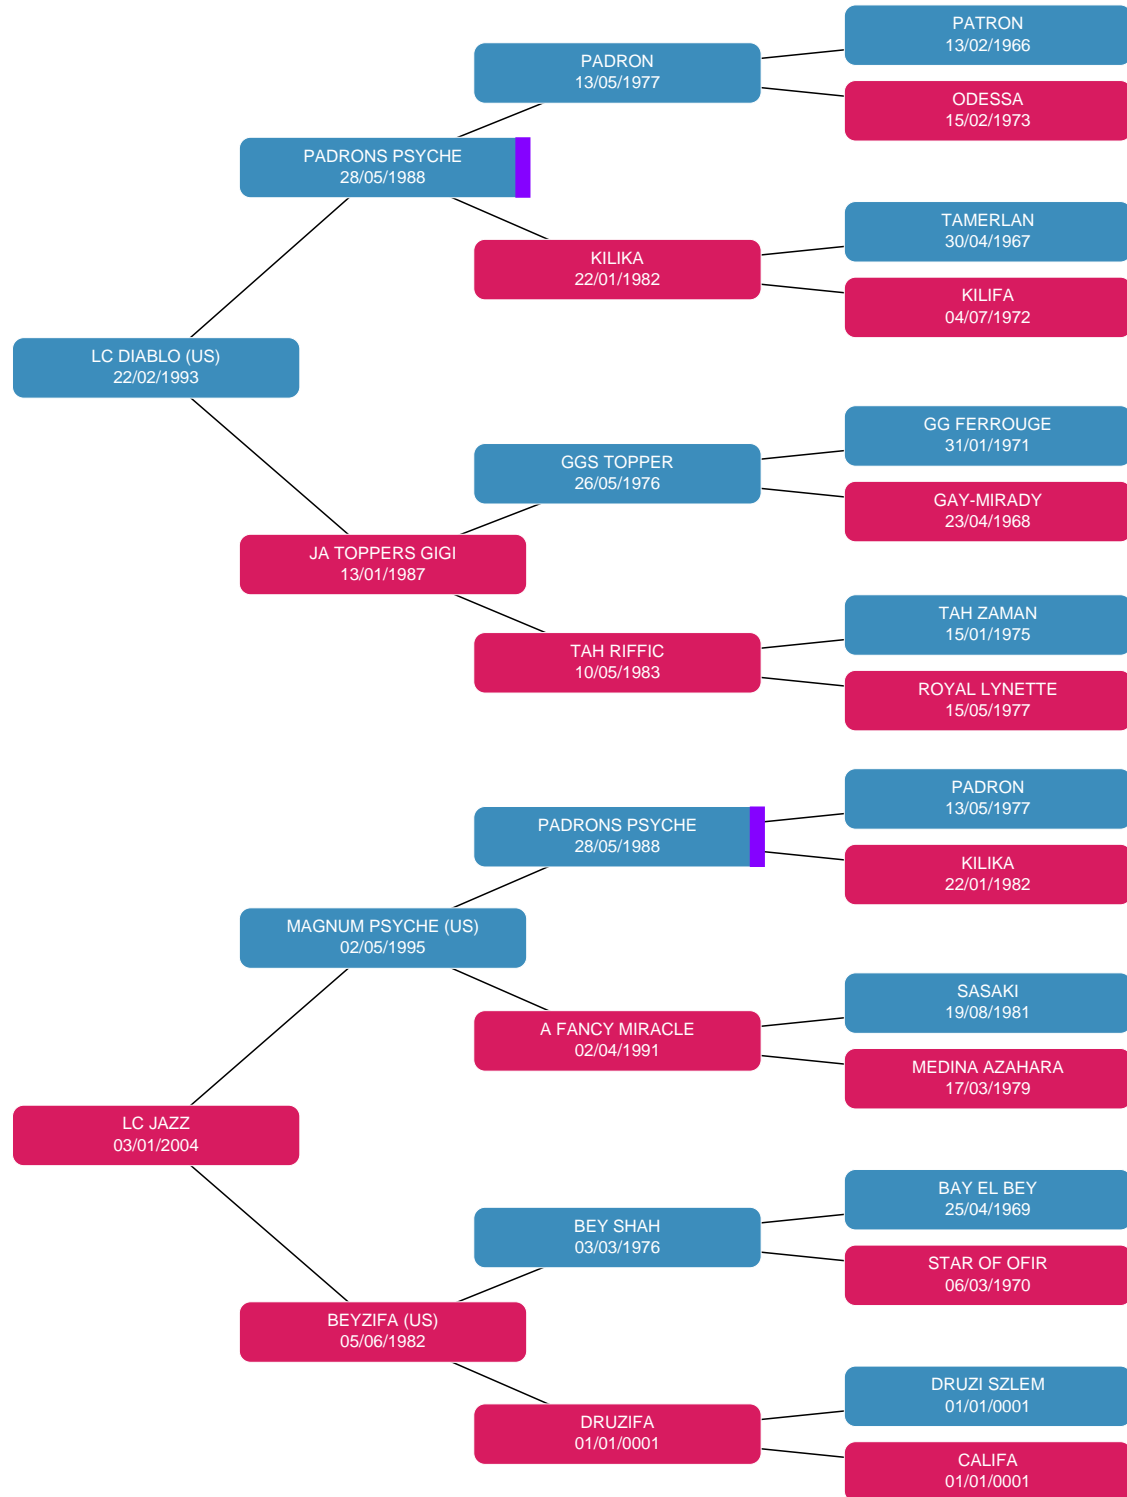 PATRON
13/02/1966
PADRON
13/05/1977
ODESSA
15/02/1973
PADRONS PSYCHE
28/05/1988
TAMERLAN
30/04/1967
KILIKA
22/01/1982
KILIFA
04/07/1972
LC DIABLO (US)
22/02/1993
GG FERROUGE
31/01/1971
GGS TOPPER
26/05/1976
GAY-MIRADY
23/04/1968
JA TOPPERS GIGI
13/01/1987
TAH ZAMAN
15/01/1975
TAH RIFFIC
10/05/1983
ROYAL LYNETTE
15/05/1977
PADRON
13/05/1977
PADRONS PSYCHE
28/05/1988
KILIKA
22/01/1982
MAGNUM PSYCHE (US)
02/05/1995
SASAKI
19/08/1981
A FANCY MIRACLE
02/04/1991
MEDINA AZAHARA
17/03/1979
LC JAZZ
03/01/2004
BAY EL BEY
25/04/1969
BEY SHAH
03/03/1976
STAR OF OFIR
06/03/1970
BEYZIFA (US)
05/06/1982
DRUZI SZLEM
01/01/0001
DRUZIFA
01/01/0001
CALIFA
01/01/0001